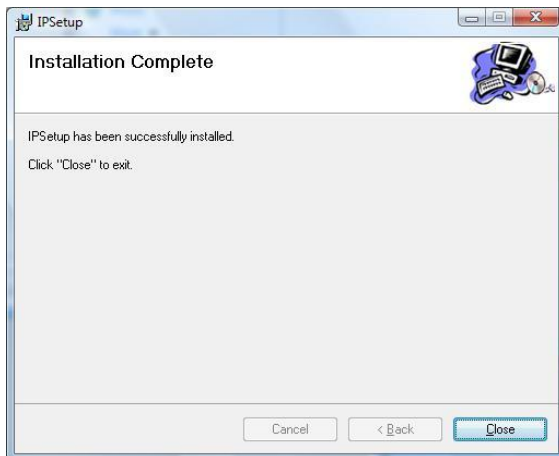 IPSetup
Installation Complete
IPSetup has been successfully installed.
Click "Close" to exit.
Cancel
< Back
Close